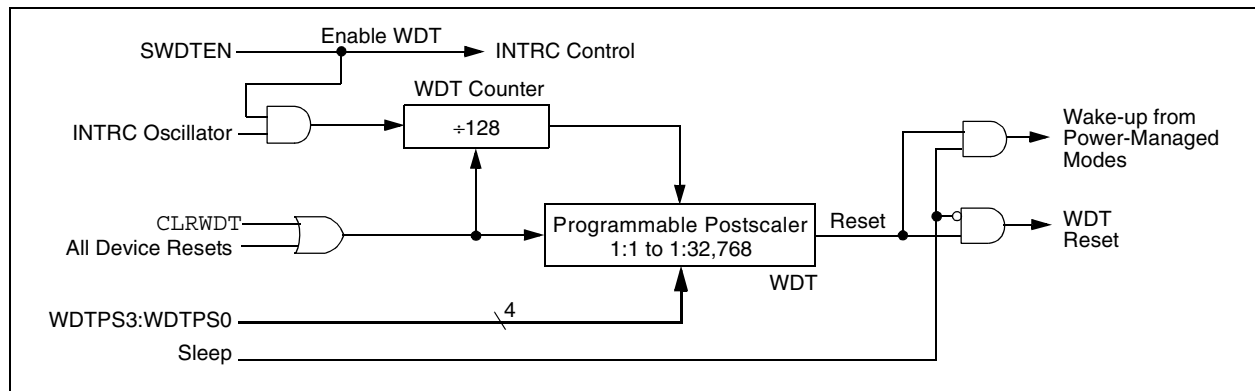 SWDTEN
Enable WDT
INTRC Control
WDT Counter
INTRC Oscillator
÷128
Wake-up from
Power-Managed
Modes
CLRWDT
All Device Resets
Programmable Postscaler
1:1 to 1:32,768
Reset
WDT
WDT
Reset
WDTPS3:WDTPS0
4
Sleep